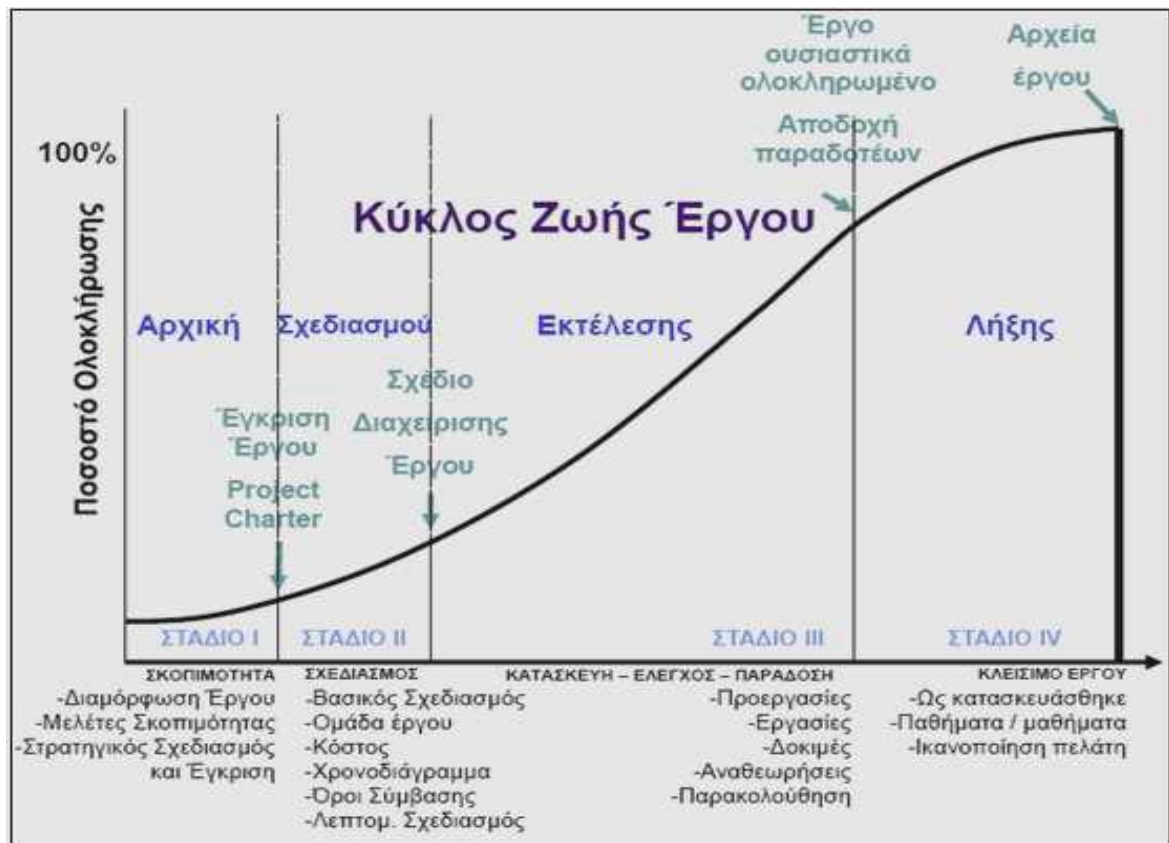 Έργο
ουσιαστικά
ολοκληρωμένο
Αποδοχή
παραδοτέων
Αρχεία
έργου
100%
Ποσοστό Ολοκλήρωσης
Κύκλος Ζωής Έργου
Αρχική
Σχεδιασμού
Εκτέλεσης
Λήξης
Έγκριση
Έργου
Project
Charter
Σχέδιο
Διαχείρισης
Έργου
ΣΤΑΔΙΟ I
ΣΤΑΔΙΟ II
ΣΤΑΔΙΟ III
ΣΤΑΔΙΟ IV
ΣΚΟΠΙΜΟΤΗΤΑ
-Διαμόρφωση Έργου
-Μελέτες Σκοπιμότητας
-Στρατηγικός Σχεδιασμός
και Έγκριση
ΣΧΕΔΙΑΣΜΟΣ
-Βασικός Σχεδιασμός
-Ομάδα έργου
-Κόστος
-Χρονοδιάγραμμα
-Όροι Σύμβασης
-Λεπτομ. Σχεδιασμός
ΚΑΤΑΣΚΕΥΗ – ΕΛΕΓΧΟΣ – ΠΑΡΑΔΟΣΗ
-Προεργασίες
-Εργασίες
-Δοκιμές
-Αναθεωρήσεις
-Παρακολούθηση
ΚΛΕΙΣΙΜΟ ΕΡΓΟΥ
-Ως κατασκευάσθηκε
-Παθήματα / μαθήματα
-Ικανοποίηση πελάτη